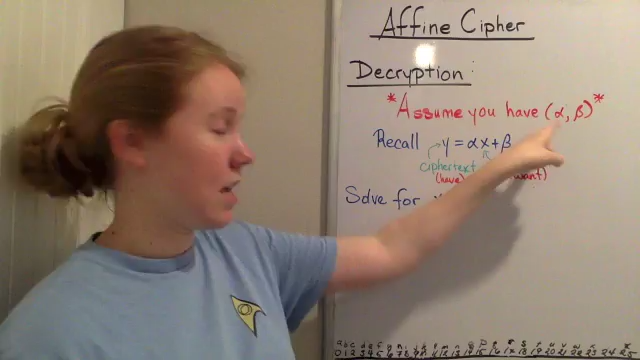 Affine Cipher
Decryption:
*Assume you have (α, β)*
Recall y = αx+β
ciphertext
(have) want)
Solve for